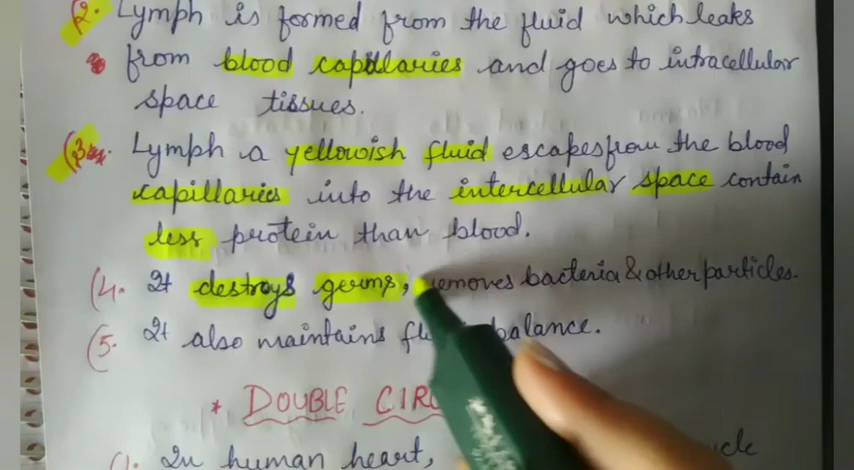 2. Lymph is formed from the fluid which leaks
from blood capillaries and goes to intracellular
space tissues.
(3. Lymph a yellowish fluid escapes from the blood
capillaries into the intercellular space contain
less protein than blood.
(4. It destroys germs, removes bacteria & other particles.
(5. It also maintains balance.
* DOUBLE
(1. In human heart,